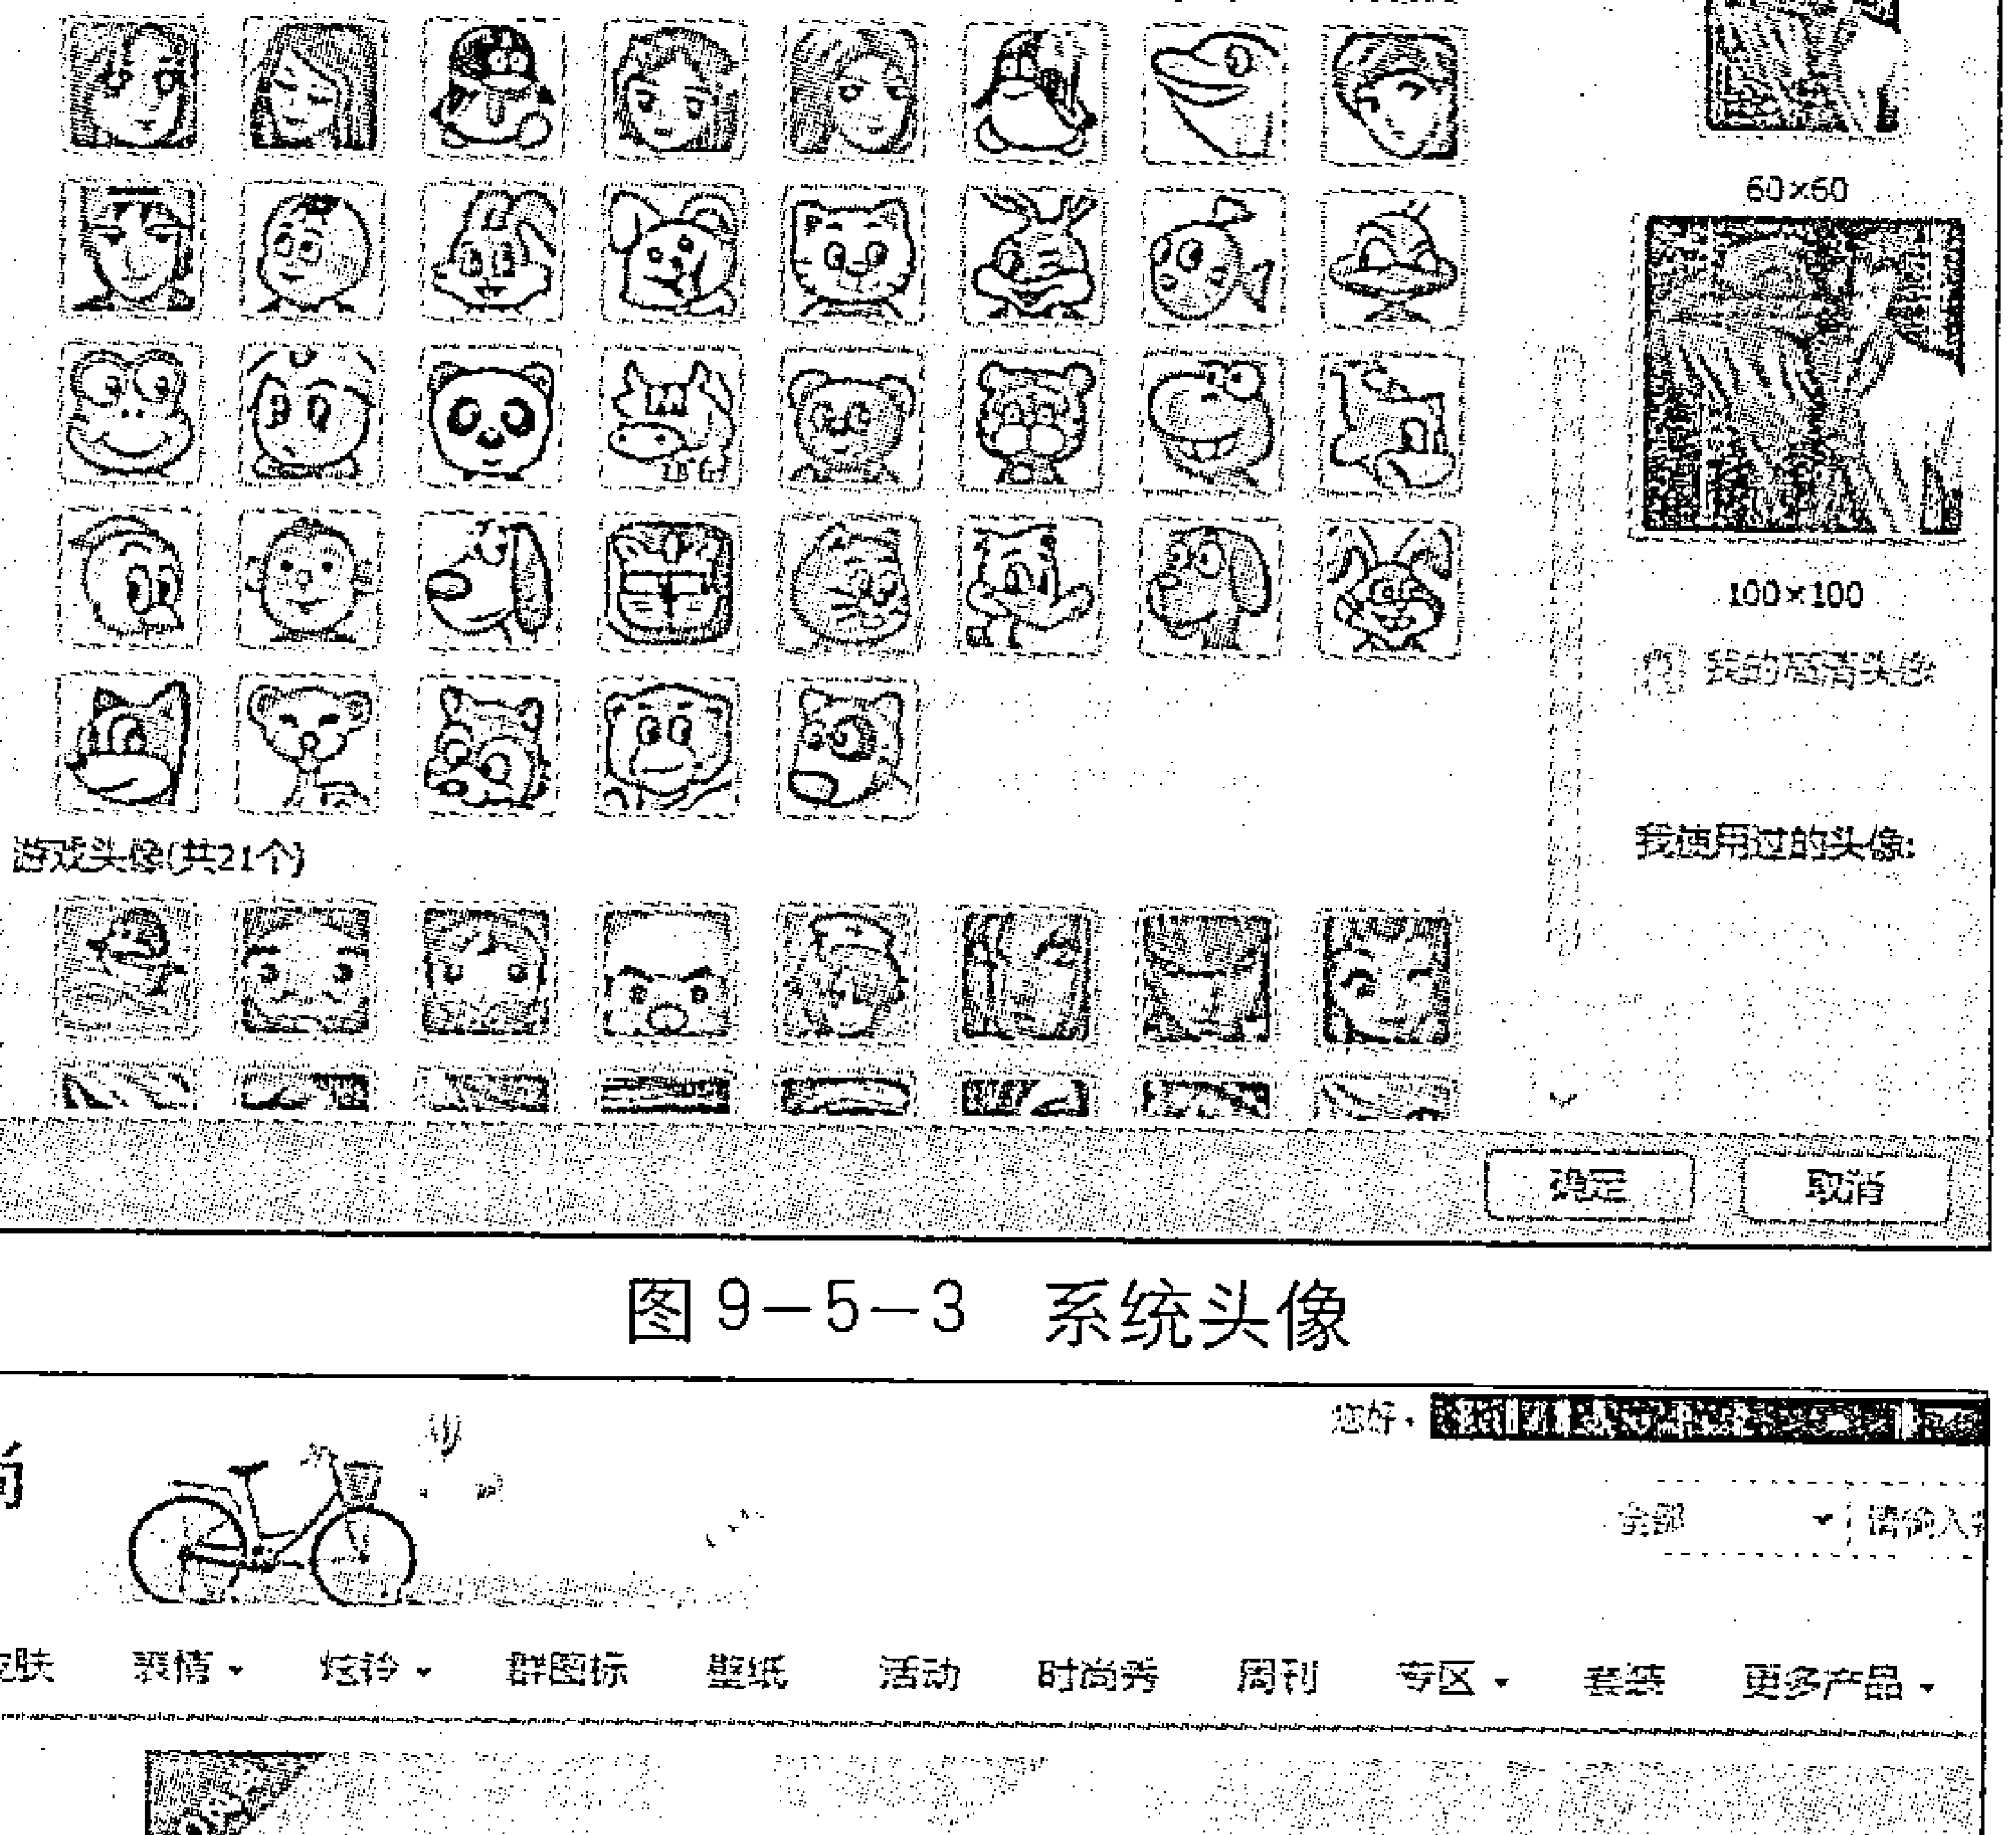 60×60
100×100
我的高清头像
我使用过的头像:
游戏头像(共21个)
确定 取消
图9-5-3 系统头像
您好,
全部 请输入
肤 表情 炫铃 群图标 壁纸 活动 时尚秀 周刊 专区 套装 更多产品